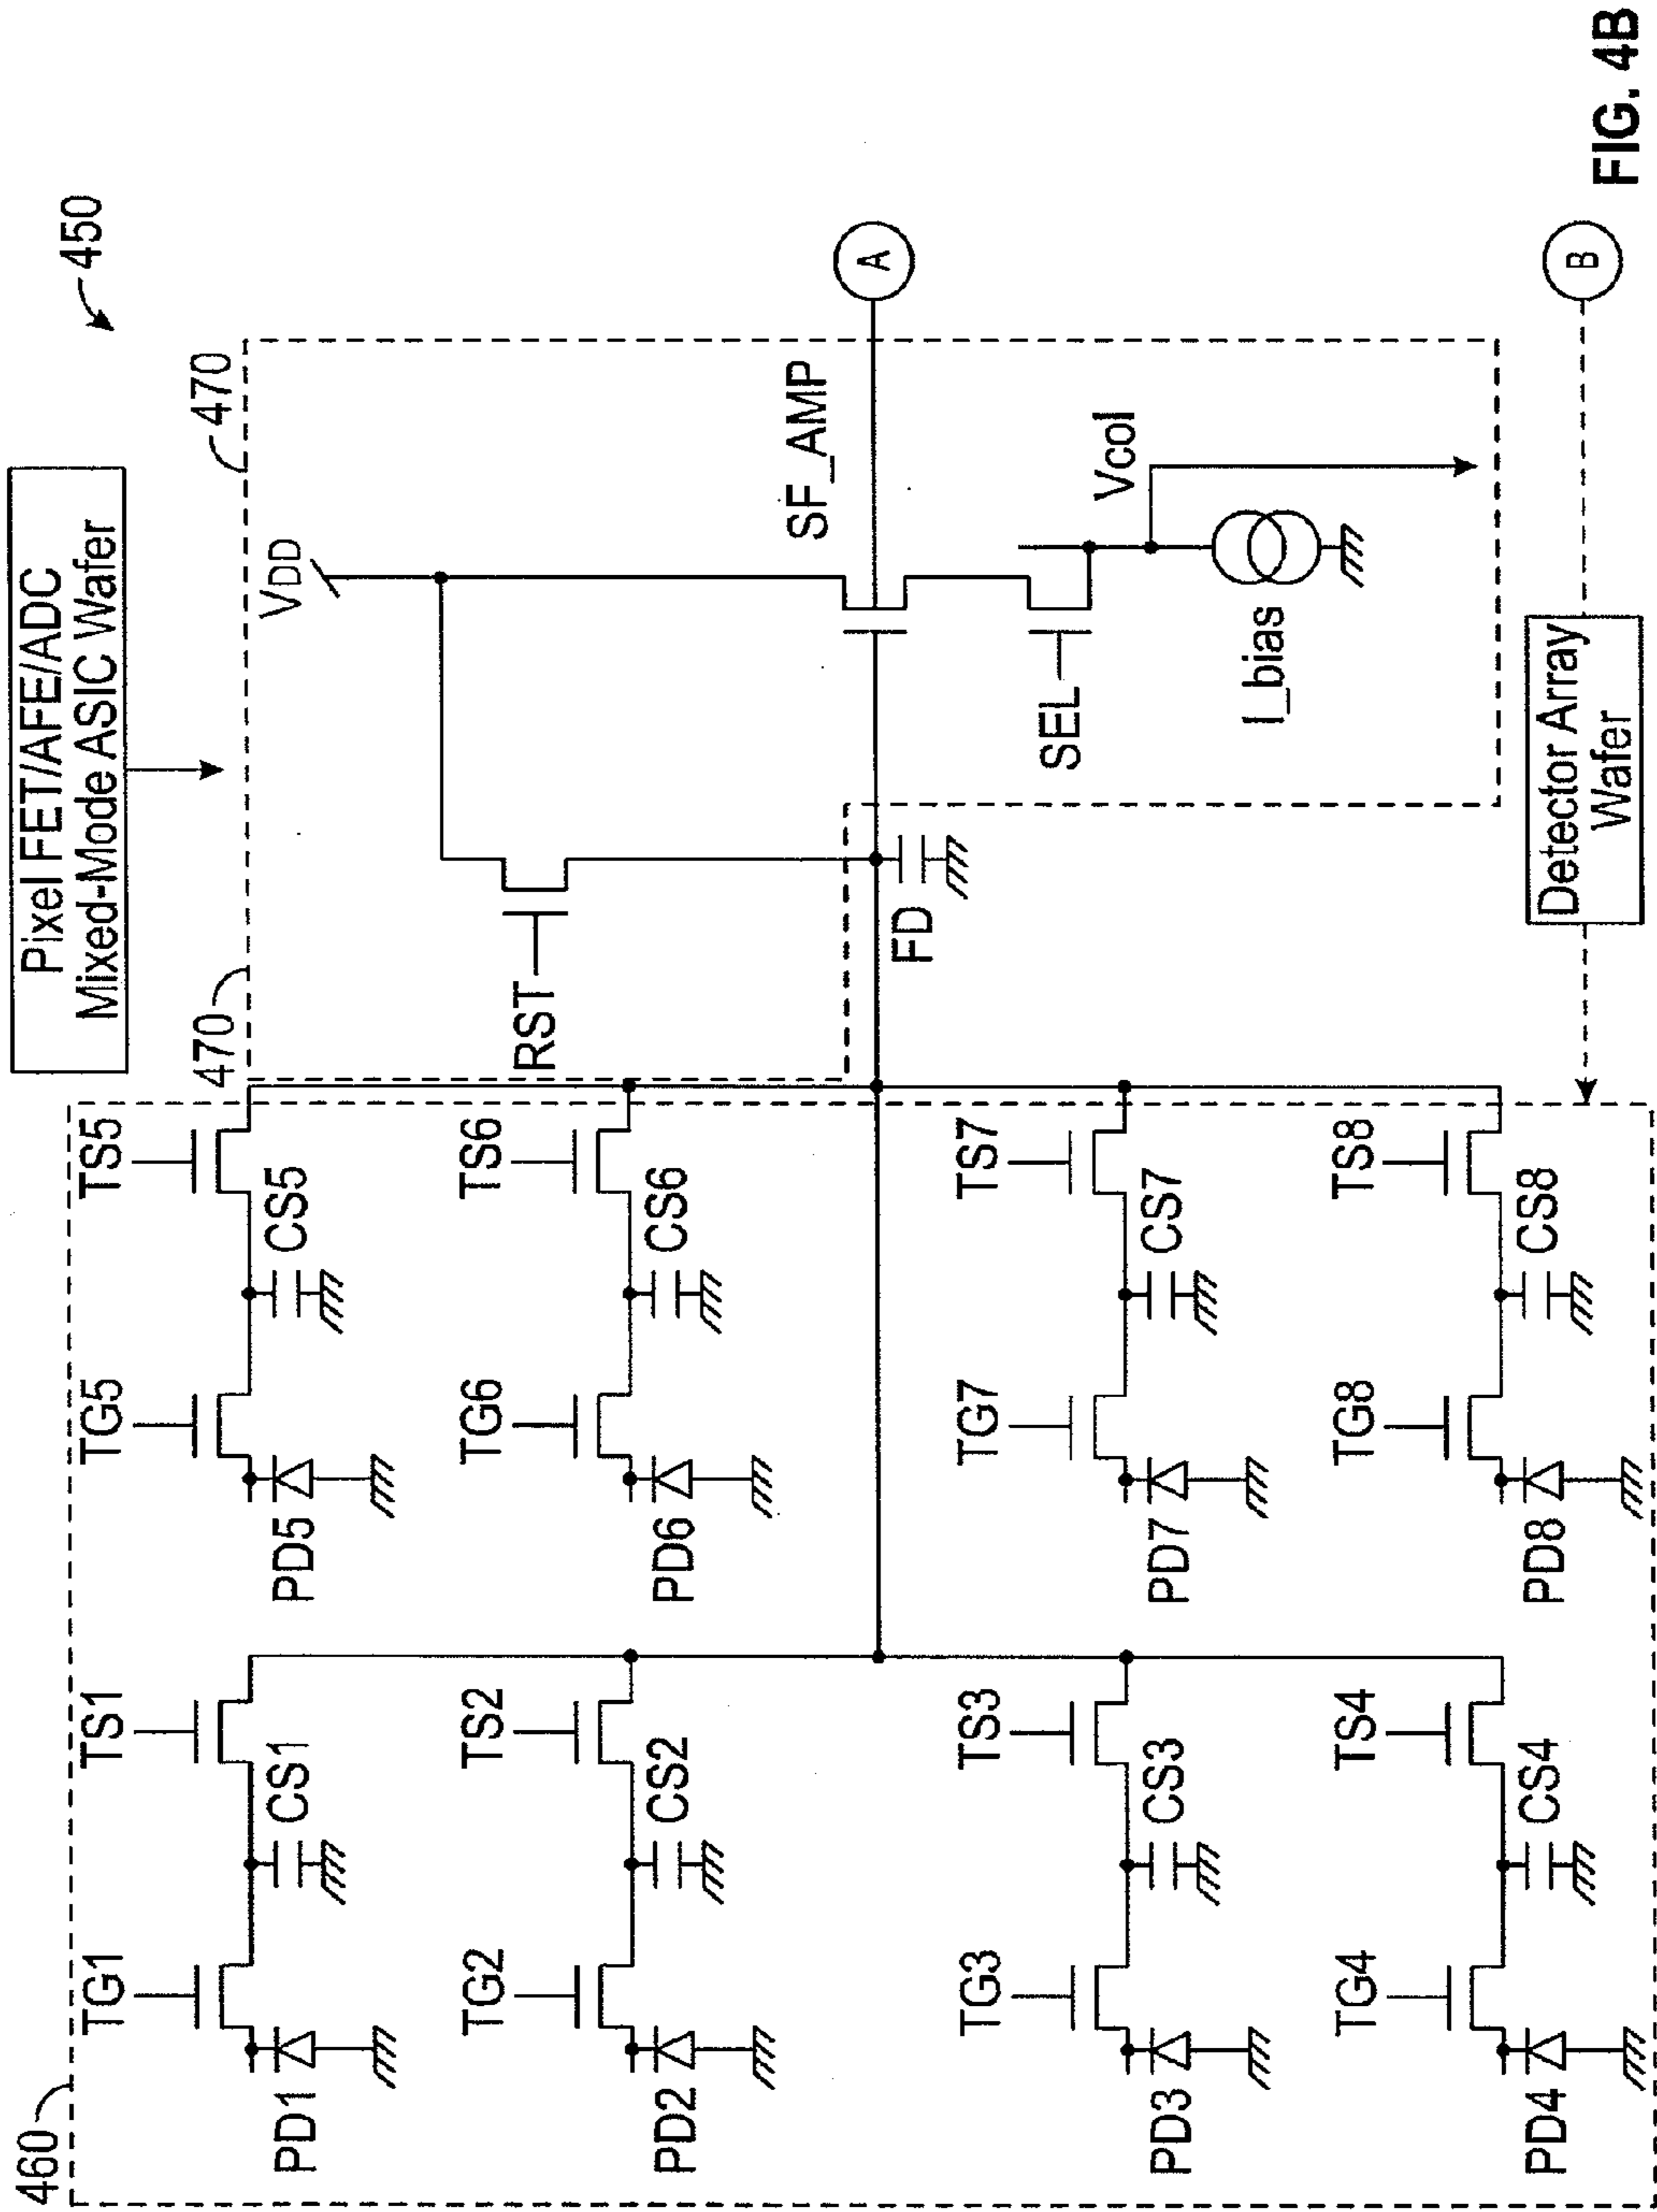 Pixel FET/AFE/ADC
Mixed-Mode ASIC Wafer
450
460
470
470
VDD
TG1
TS1
TG5
TS5
CS1
CS5
PD1
PD5
RST
SF_AMP
TG2
TS2
TG6
TS6
CS2
CS6
PD2
PD6
FD
A
TG3
TS3
TG7
TS7
SEL
Vcol
CS3
CS7
PD3
PD7
I_bias
TG4
TS4
TG8
TS8
CS4
CS8
PD4
PD8
Detector Array
Wafer
B
FIG. 4B